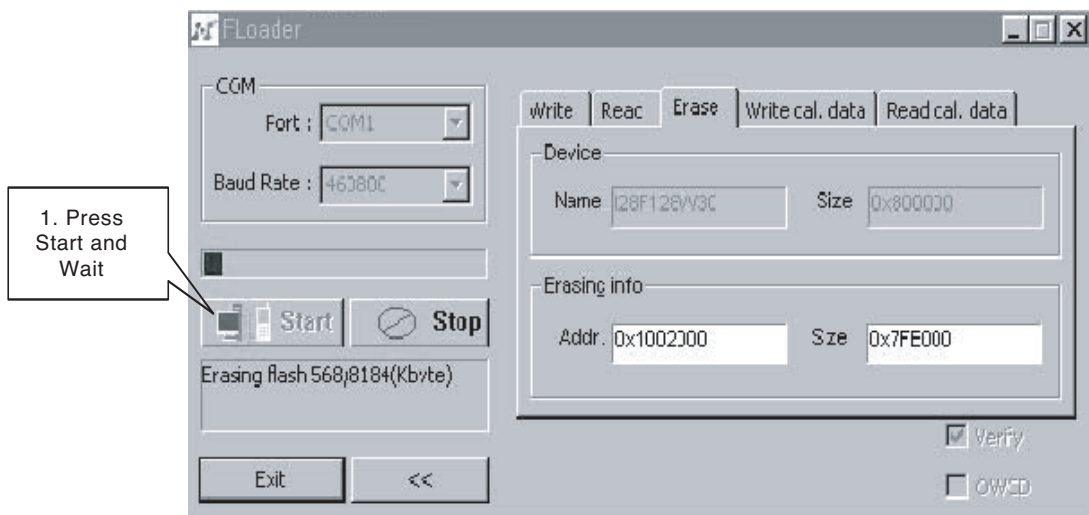 FLoader
COM
Port :
COM1
Baud Rate :
460800
1. Press
Start and
Wait
Start
Stop
Erasing flash 568/8184(Kbyte)
Exit
<<
Write
Read
Erase
Write cal. data
Read cal. data
Device
Name
Size
0x800000
Erasing info
Addr.
0x1002000
Size
0x7FE000
Verify